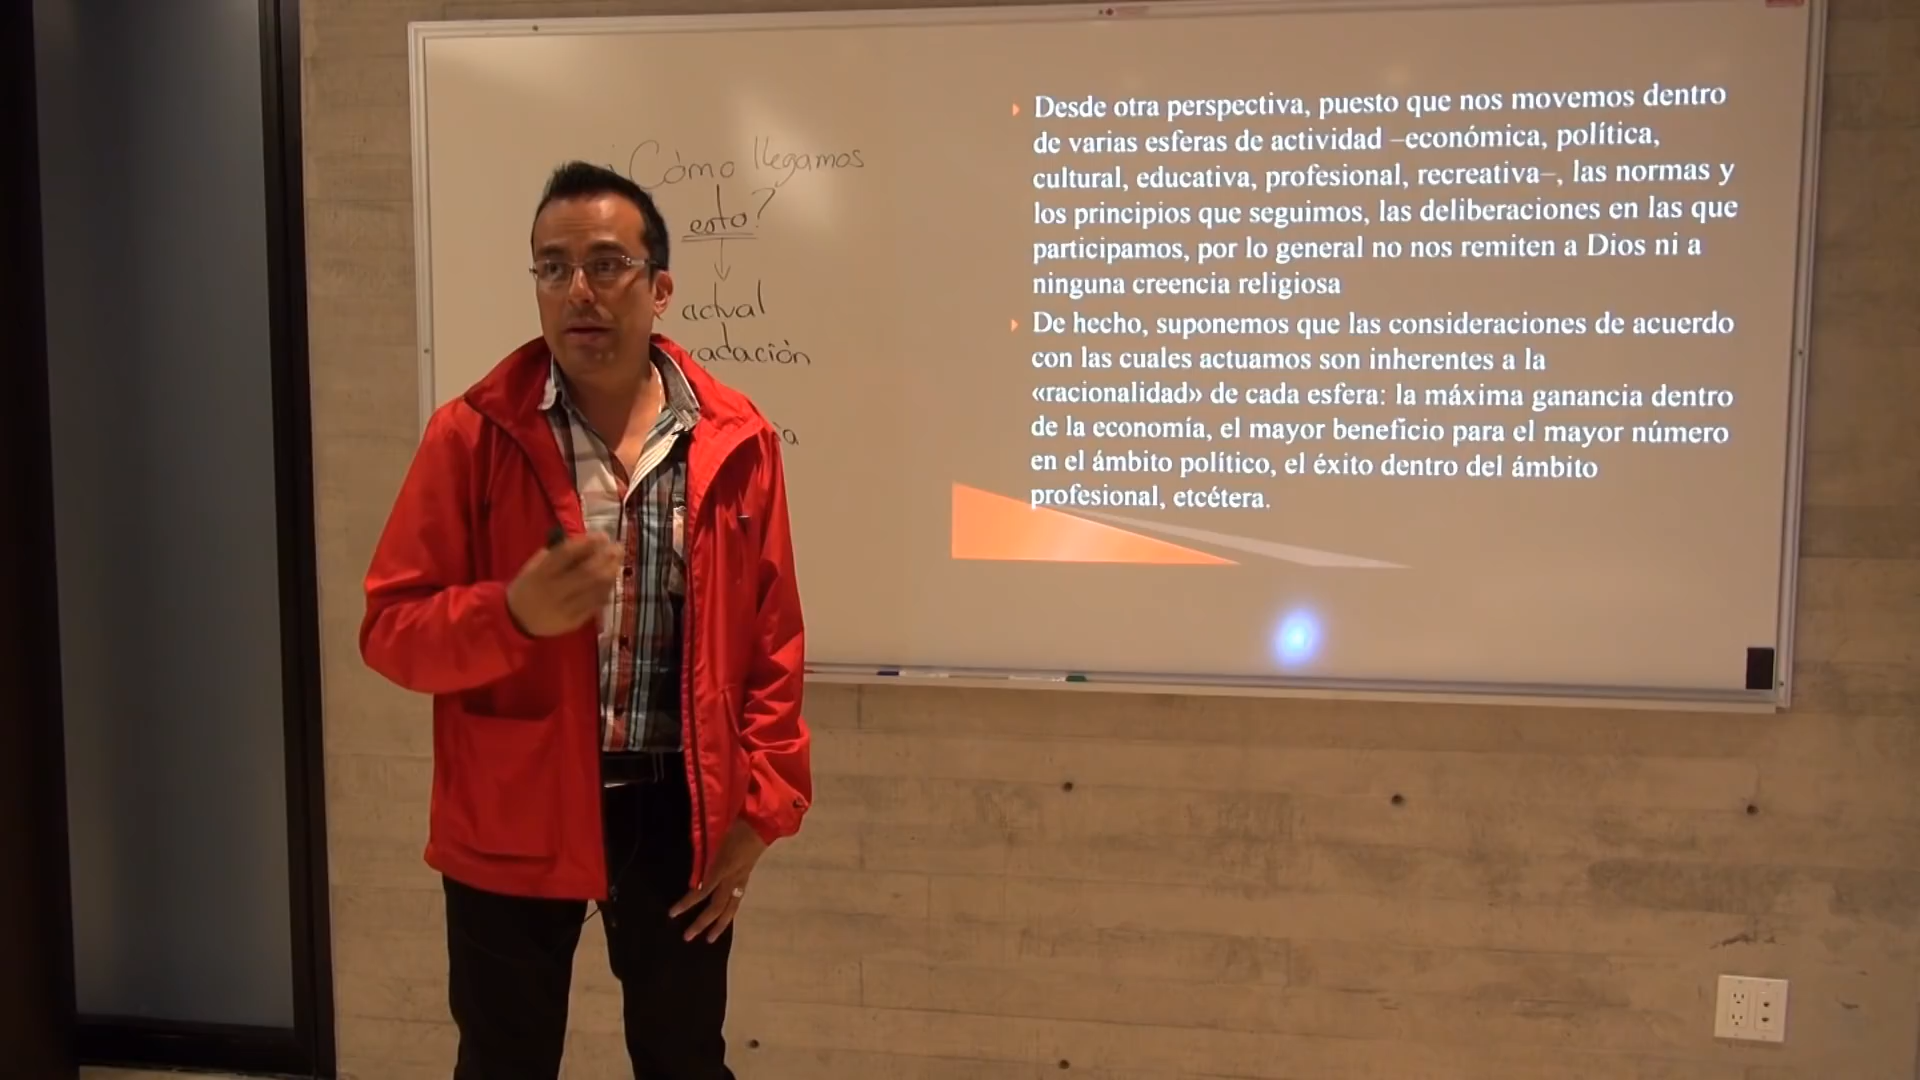 ¿Cómo llegamos
esto?
actual
Desde otra perspectiva, puesto que nos movemos dentro
de varias esferas de actividad –económica, política,
cultural, educativa, profesional, recreativa–, las normas y
los principios que seguimos, las deliberaciones en las que
participamos, por lo general no nos remiten a Dios ni a
ninguna creencia religiosa
De hecho, suponemos que las consideraciones de acuerdo
con las cuales actuamos son inherentes a la
«racionalidad» de cada esfera: la máxima ganancia dentro
de la economía, el mayor beneficio para el mayor número
en el ámbito político, el éxito dentro del ámbito
profesional, etcétera.